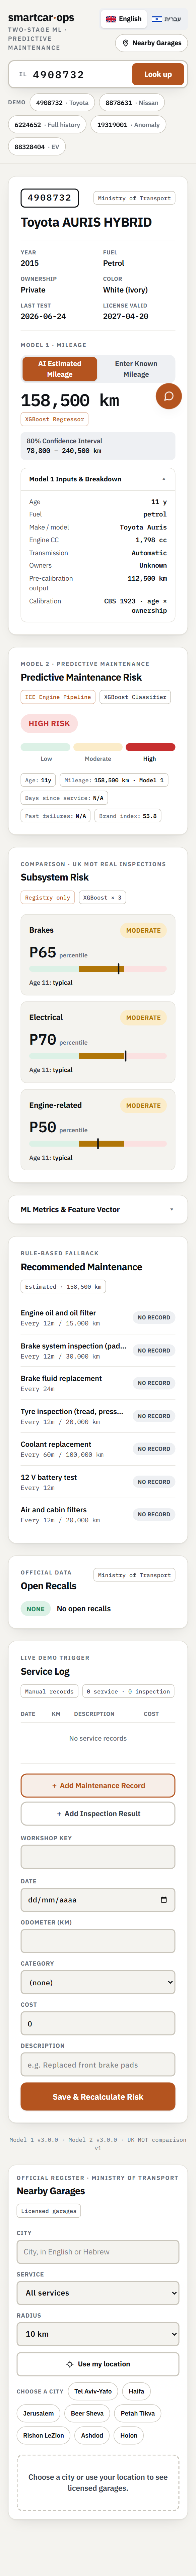 smartcar·ops
TWO-STAGE ML ·
PREDICTIVE
MAINTENANCE
English
עברית
Nearby Garages
IL 4908732
Look up
DEMO
4908732 · Toyota
8878631 · Nissan
6224652 · Full history
19319001 · Anomaly
88328404 · EV
4908732
Ministry of Transport
Toyota AURIS HYBRID
YEAR
2015
FUEL
Petrol
OWNERSHIP
Private
COLOR
White (ivory)
LAST TEST
2026-06-24
LICENSE VALID
2027-04-20
MODEL 1 · MILEAGE
AI Estimated
Mileage
Enter Known
Mileage
158,500 km
XGBoost Regressor
80% Confidence Interval
78,800 – 240,500 km
Model 1 Inputs & Breakdown
Age 11 y
Fuel petrol
Make / model Toyota Auris
Engine CC 1,798 cc
Transmission Automatic
Owners Unknown
Pre-calibration
output
112,500 km
Calibration CBS 1923 · age ×
ownership
MODEL 2 · PREDICTIVE MAINTENANCE
Predictive Maintenance Risk
ICE Engine Pipeline
XGBoost Classifier
HIGH RISK
Low Moderate High
Age: 11y
Mileage: 158,500 km · Model 1
Days since service: N/A
Past failures: N/A
Brand index: 55.8
COMPARISON · UK MOT REAL INSPECTIONS
Subsystem Risk
Registry only
XGBoost × 3
Brakes MODERATE
P65 percentile
Age 11: typical
Electrical MODERATE
P70 percentile
Age 11: typical
Engine-related MODERATE
P50 percentile
Age 11: typical
ML Metrics & Feature Vector
RULE-BASED FALLBACK
Recommended Maintenance
Estimated · 158,500 km
Engine oil and oil filter
Every 12m / 15,000 km
NO RECORD
Brake system inspection (pad...
Every 12m / 30,000 km
NO RECORD
Brake fluid replacement
Every 24m
NO RECORD
Tyre inspection (tread, press...
Every 12m / 20,000 km
NO RECORD
Coolant replacement
Every 60m / 100,000 km
NO RECORD
12 V battery test
Every 12m
NO RECORD
Air and cabin filters
Every 12m / 20,000 km
NO RECORD
OFFICIAL DATA
Open Recalls
Ministry of Transport
NONE No open recalls
LIVE DEMO TRIGGER
Service Log
Manual records
0 service · 0 inspection
DATE KM DESCRIPTION COST
No service records
+ Add Maintenance Record
+ Add Inspection Result
WORKSHOP KEY
DATE
dd/mm/aaaa
ODOMETER (KM)
CATEGORY
(none)
COST
0
DESCRIPTION
e.g. Replaced front brake pads
Save & Recalculate Risk
Model 1 v3.0.0 · Model 2 v3.0.0 · UK MOT comparison
v1
OFFICIAL REGISTER · MINISTRY OF TRANSPORT
Nearby Garages
Licensed garages
CITY
City, in English or Hebrew
SERVICE
All services
RADIUS
10 km
Use my location
CHOOSE A CITY
Tel Aviv-Yafo
Haifa
Jerusalem
Beer Sheva
Petah Tikva
Rishon LeZion
Ashdod
Holon
Choose a city or use your location to see
licensed garages.